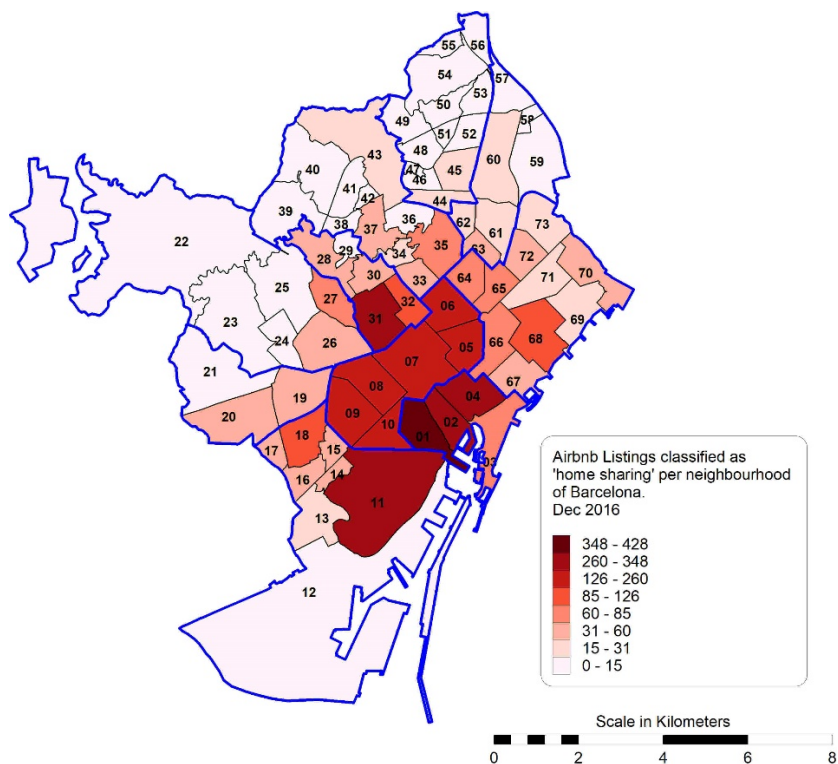 55 56
54 57
53
50
49 58
51 52
48 59
43 47 45 60
40 46
41
42 44
39 38 36 62 73
37 61
22 29 34 35 63 72
28 30 33 64 71 70
25 65
27 32 06
31 69
23 26 66 68
24 05
07
21 08 67
19 04
20 09 10 02
18 01
17 15 03
16 14
11
13
12
Airbnb Listings classified as
'home sharing' per neighbourhood
of Barcelona.
Dec 2016
348 - 428
260 - 348
126 - 260
85 - 126
60 - 85
31 - 60
15 - 31
0 - 15
Scale in Kilometers
0 2 4 6 8